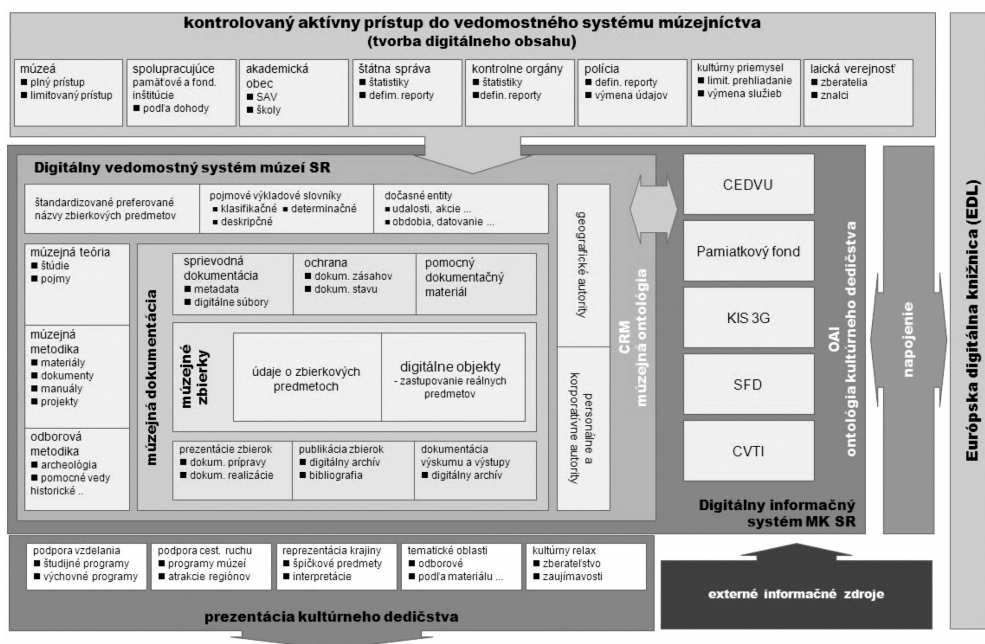 kontrolovaný aktívny prístup do vedomostného systému múzejníctva
(tvorba digitálneho obsahu)
múzeá
■ plný prístup
■ limitovaný prístup
spolupracujúce
pamäťové a fond.
inštitúcie
■ podľa dohody
akademická
obec
■ SAV
■ školy
štátna správa
■ štatistiky
■ defim. reporty
kontrolne orgány
■ štatistiky
■ defin. reporty
polícia
■ defin. reporty
■ výmena údajov
kultúrny priemysel
■ limit. prehliadanie
■ výmena služieb
laická verejnosť
■ zberatelia
■ znalci
Digitálny vedomostný systém múzeí SR
štandardizované preferované
názvy zbierkových predmetov
pojmové výkladové slovníky
■ klasifikačné ■ determinačné
■ deskripčné
dočasné entity
■ udalosti, akcie ...
■ obdobia, datovanie ...
múzejná teória
■ štúdie
■ pojmy
múzejná
metodika
■ materiály
■ dokumenty
■ manuály
■ projekty
odborová
metodika
■ archeológia
■ pomocné vedy
historické ..
múzejná dokumentácia
sprievodná
dokumentácia
■ metadata
■ digitálne súbory
ochrana
■ dokum. zásahov
■ dokum. stavu
pomocný
dokumentačný
materiál
múzejné
zbierky
údaje o zbierkových
predmetoch
digitálne objekty
- zastupovanie reálnych
predmetov
prezentácie zbierok
■ dokum. prípravy
■ dokum. realizácie
publikácia zbierok
■ digitálny archív
■ bibliografia
dokumentácia
výskumu a výstupy
■ digitálny archív
geografické autority
personálne a
korporatívne autority
CRM
múzejná ontológia
CEDVU
Pamiatkový fond
KIS 3G
SFD
CVTI
OAI
ontológia kultúrneho dedičstva
Digitálny informačný
systém MK SR
napojenie
Európska digitálna knižnica (EDL)
podpora vzdelania
■ študijné programy
■ výchovné programy
podpora cest. ruchu
■ programy múzeí
■ atrakcie regiónov
reprezentácia krajiny
■ špičkové predmety
■ interpretácie
tematické oblasti
■ odborové
■ podľa materiálu ...
kultúrny relax
■ zberateľstvo
■ zaujímavosti
prezentácia kultúrneho dedičstva
externé informačné zdroje